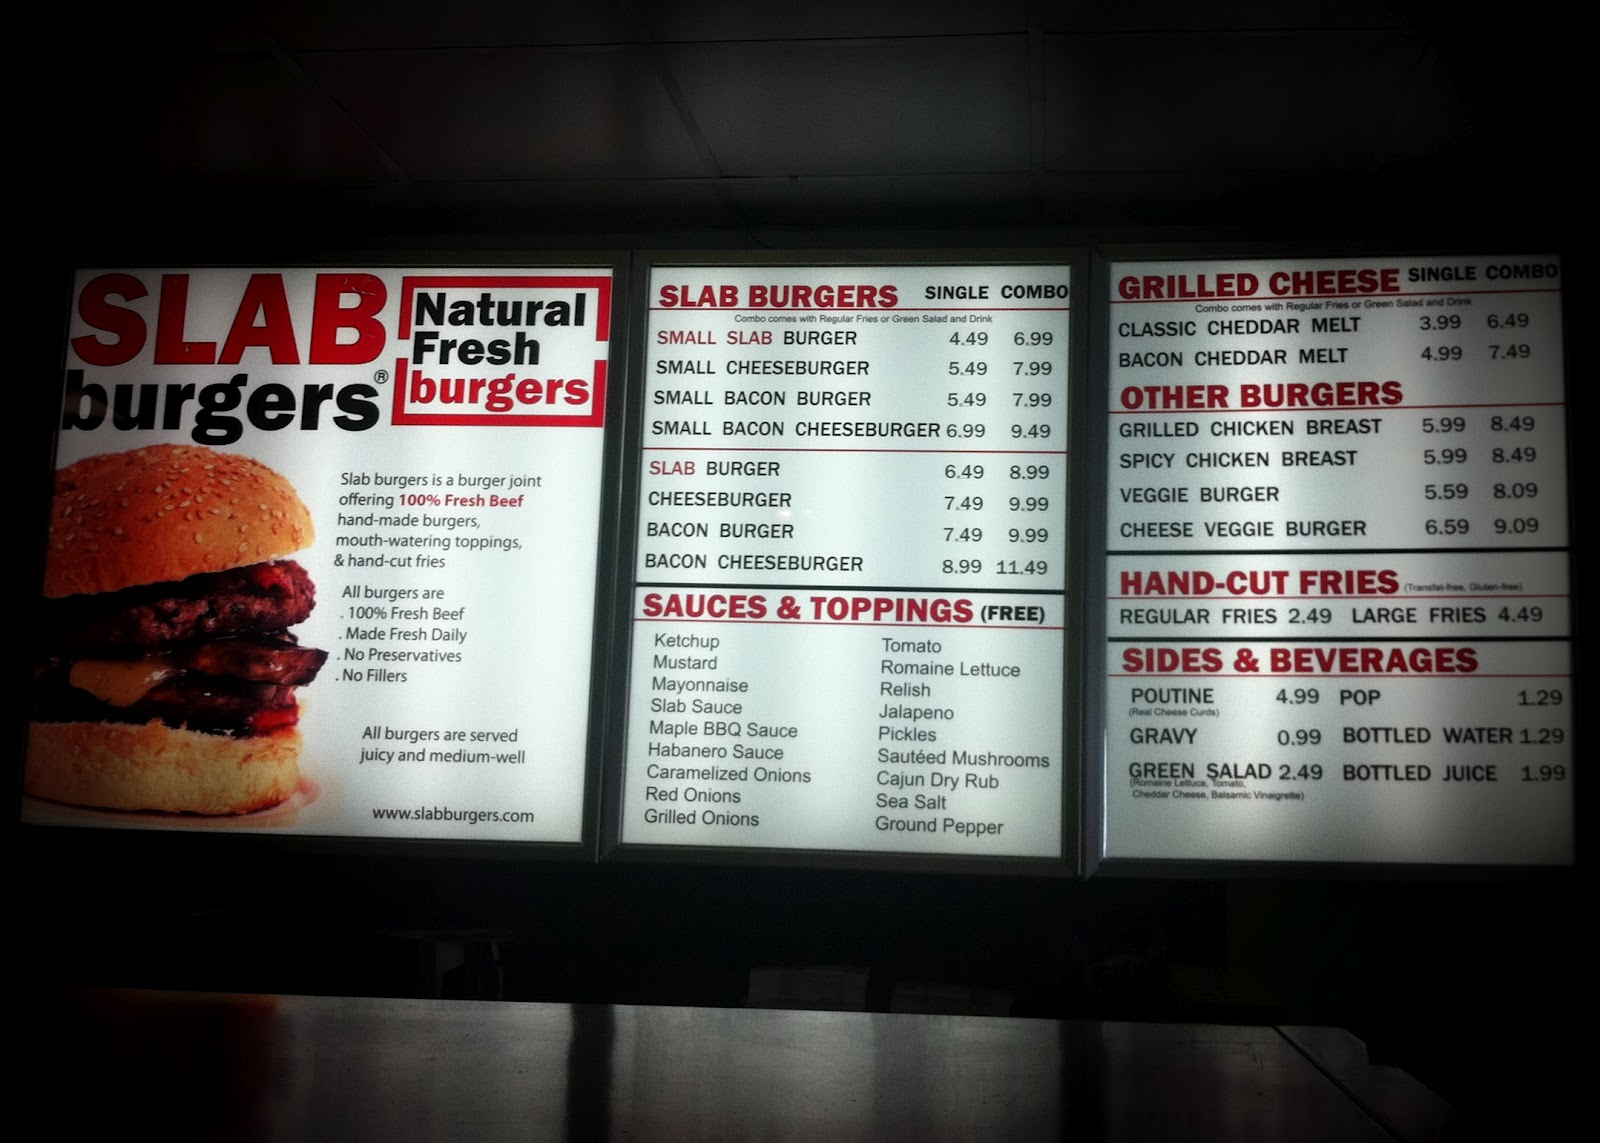 SLAB
burgers®
Natural
Fresh
burgers
Slab burgers is a burger joint
offering 100% Fresh Beef
hand-made burgers,
mouth-watering toppings,
& hand-cut fries
All burgers are
. 100% Fresh Beef
. Made Fresh Daily
. No Preservatives
. No Fillers
All burgers are served
juicy and medium-well
www.slabburgers.com
SLAB BURGERS SINGLE COMBO
Combo comes with Regular Fries or Green Salad and Drink
SMALL SLAB BURGER 4.49 6.99
SMALL CHEESEBURGER 5.49 7.99
SMALL BACON BURGER 5.49 7.99
SMALL BACON CHEESEBURGER 6.99 9.49
SLAB BURGER 6.49 8.99
CHEESEBURGER 7.49 9.99
BACON BURGER 7.49 9.99
BACON CHEESEBURGER 8.99 11.49
SAUCES & TOPPINGS (FREE)
Ketchup
Mustard
Mayonnaise
Slab Sauce
Maple BBQ Sauce
Habanero Sauce
Caramelized Onions
Red Onions
Grilled Onions
Tomato
Romaine Lettuce
Relish
Jalapeno
Pickles
Sautéed Mushrooms
Cajun Dry Rub
Sea Salt
Ground Pepper
GRILLED CHEESE SINGLE COMBO
Combo comes with Regular Fries or Green Salad and Drink
CLASSIC CHEDDAR MELT 3.99 6.49
BACON CHEDDAR MELT 4.99 7.49
OTHER BURGERS
GRILLED CHICKEN BREAST 5.99 8.49
SPICY CHICKEN BREAST 5.99 8.49
VEGGIE BURGER 5.59 8.09
CHEESE VEGGIE BURGER 6.59 9.09
HAND-CUT FRIES (Transfat-free, Gluten-free)
REGULAR FRIES 2.49 LARGE FRIES 4.49
SIDES & BEVERAGES
POUTINE 4.99 POP 1.29
(Real Cheese Curds)
GRAVY 0.99 BOTTLED WATER 1.29
GREEN SALAD 2.49 BOTTLED JUICE 1.99
(Romaine Lettuce, Tomato,
Cheddar Cheese, Balsamic Vinaigrette)